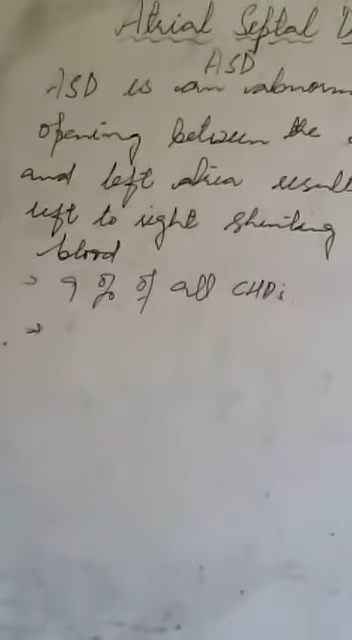 Atrial Septal D
ASD
ASD is an abnorm
opening between the
and left atria result
left to right shunting
blood
→ 9 % of all CHDs
→